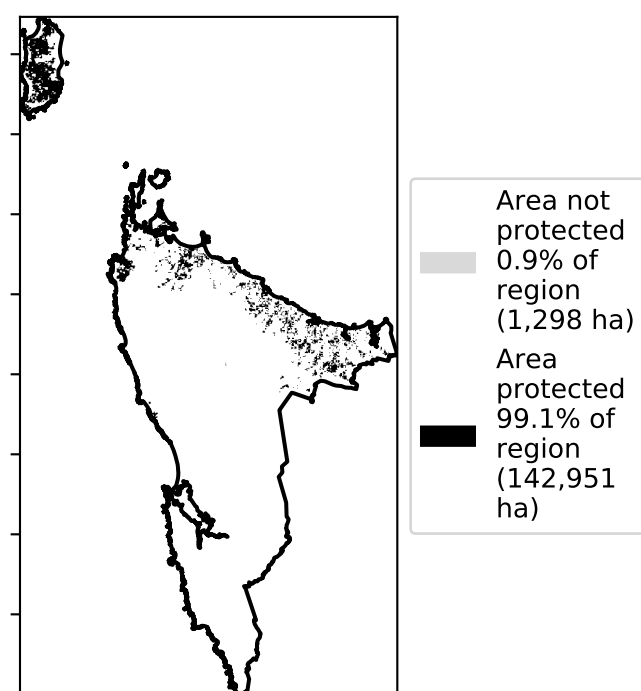 Area not
protected
0.9% of
region
(1,298 ha)
Area
protected
99.1% of
region
(142,951
ha)